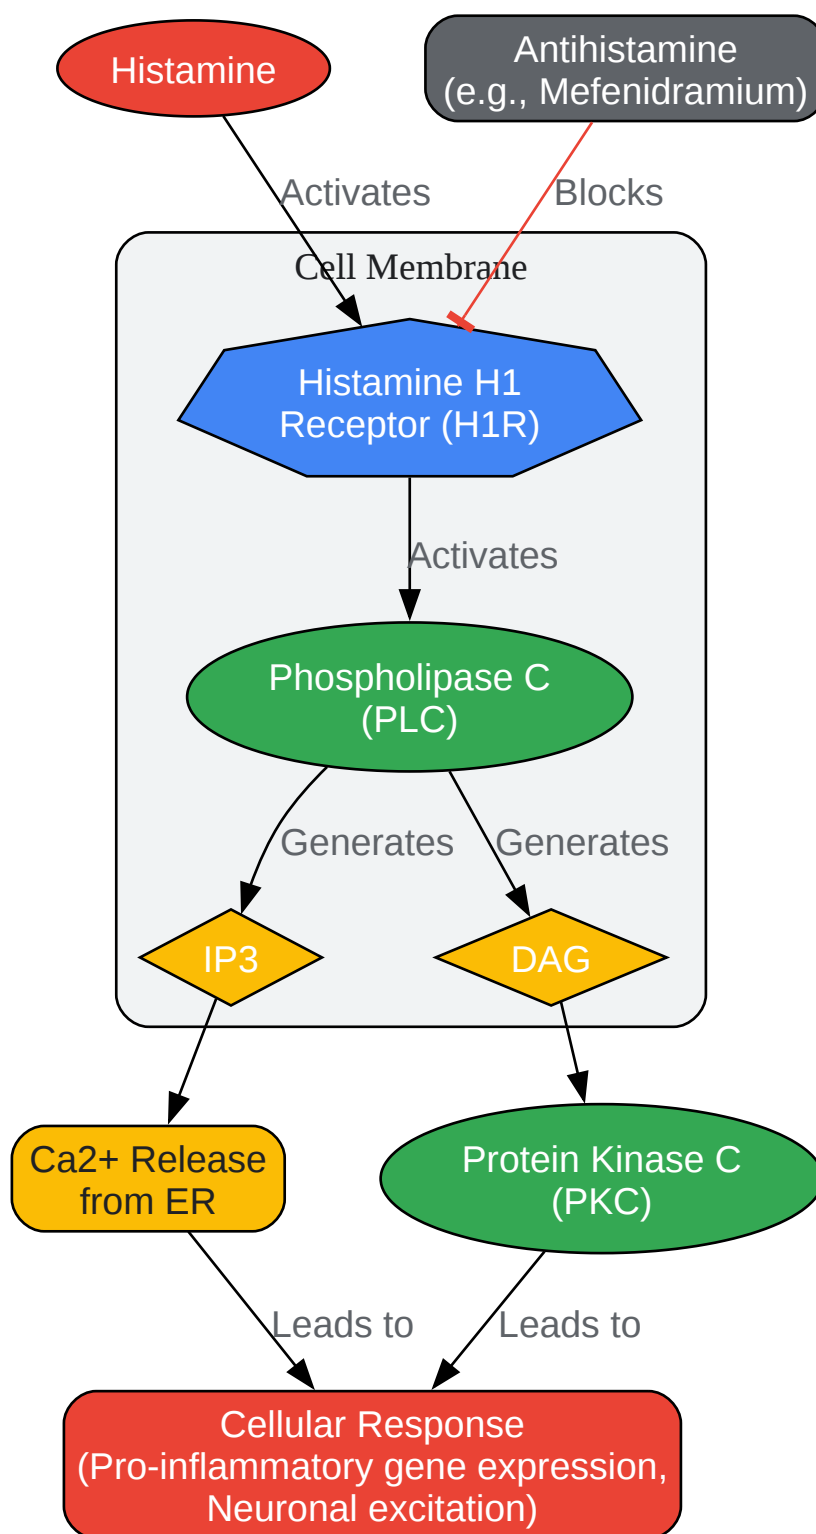 Histamine
Antihistamine
(e.g., Mefenidramium)
Activates
Blocks
Cell Membrane
Histamine H1
Receptor (H1R)
Activates
Phospholipase C
(PLC)
Generates
Generates
IP3
DAG
Ca2+ Release
from ER
Protein Kinase C
(PKC)
Leads to
Leads to
Cellular Response
(Pro-inflammatory gene expression,
Neuronal excitation)